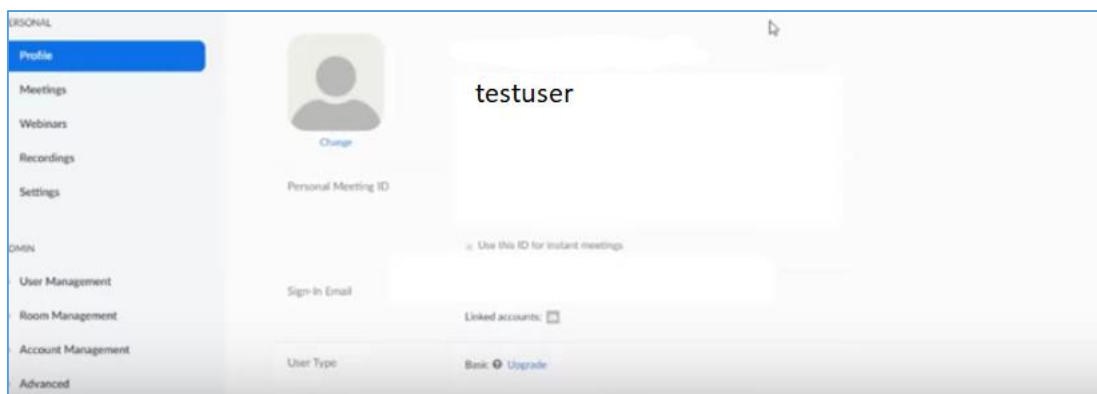 ERSONAL
Profile
Meetings
Webinars
Recordings
Settings
DMIN
User Management
Room Management
Account Management
Advanced
Change
testuser
Personal Meeting ID
Use this ID for instant meetings
Sign-In Email
Linked accounts:
User Type
Basic Upgrade